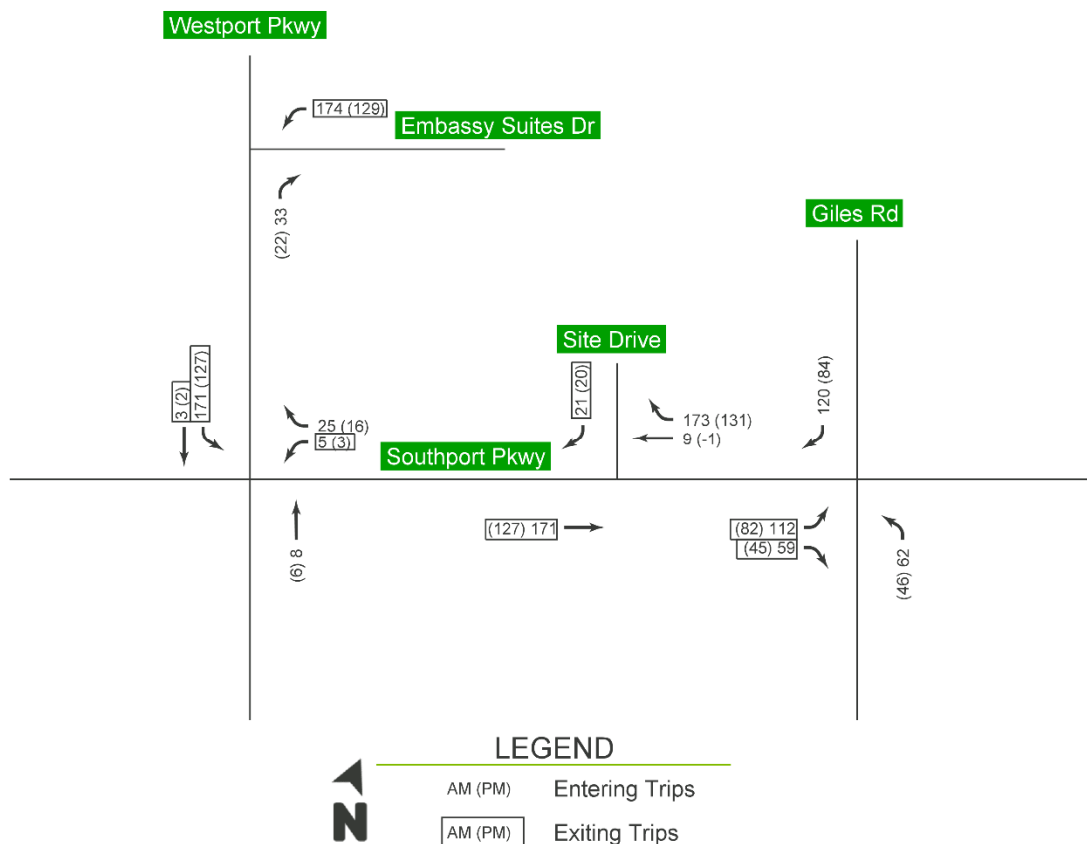 Westport Pkwy
174 (129)
Embassy Suites Dr
(22) 33
Giles Rd
Site Drive
3 (2)
171 (127)
21 (20)
120 (84)
25 (16)
5 (3)
173 (131)
9 (-1)
Southport Pkwy
(6) 8
(127) 171
(82) 112
(45) 59
(46) 62
LEGEND
AM (PM) Entering Trips
N
AM (PM) Exiting Trips